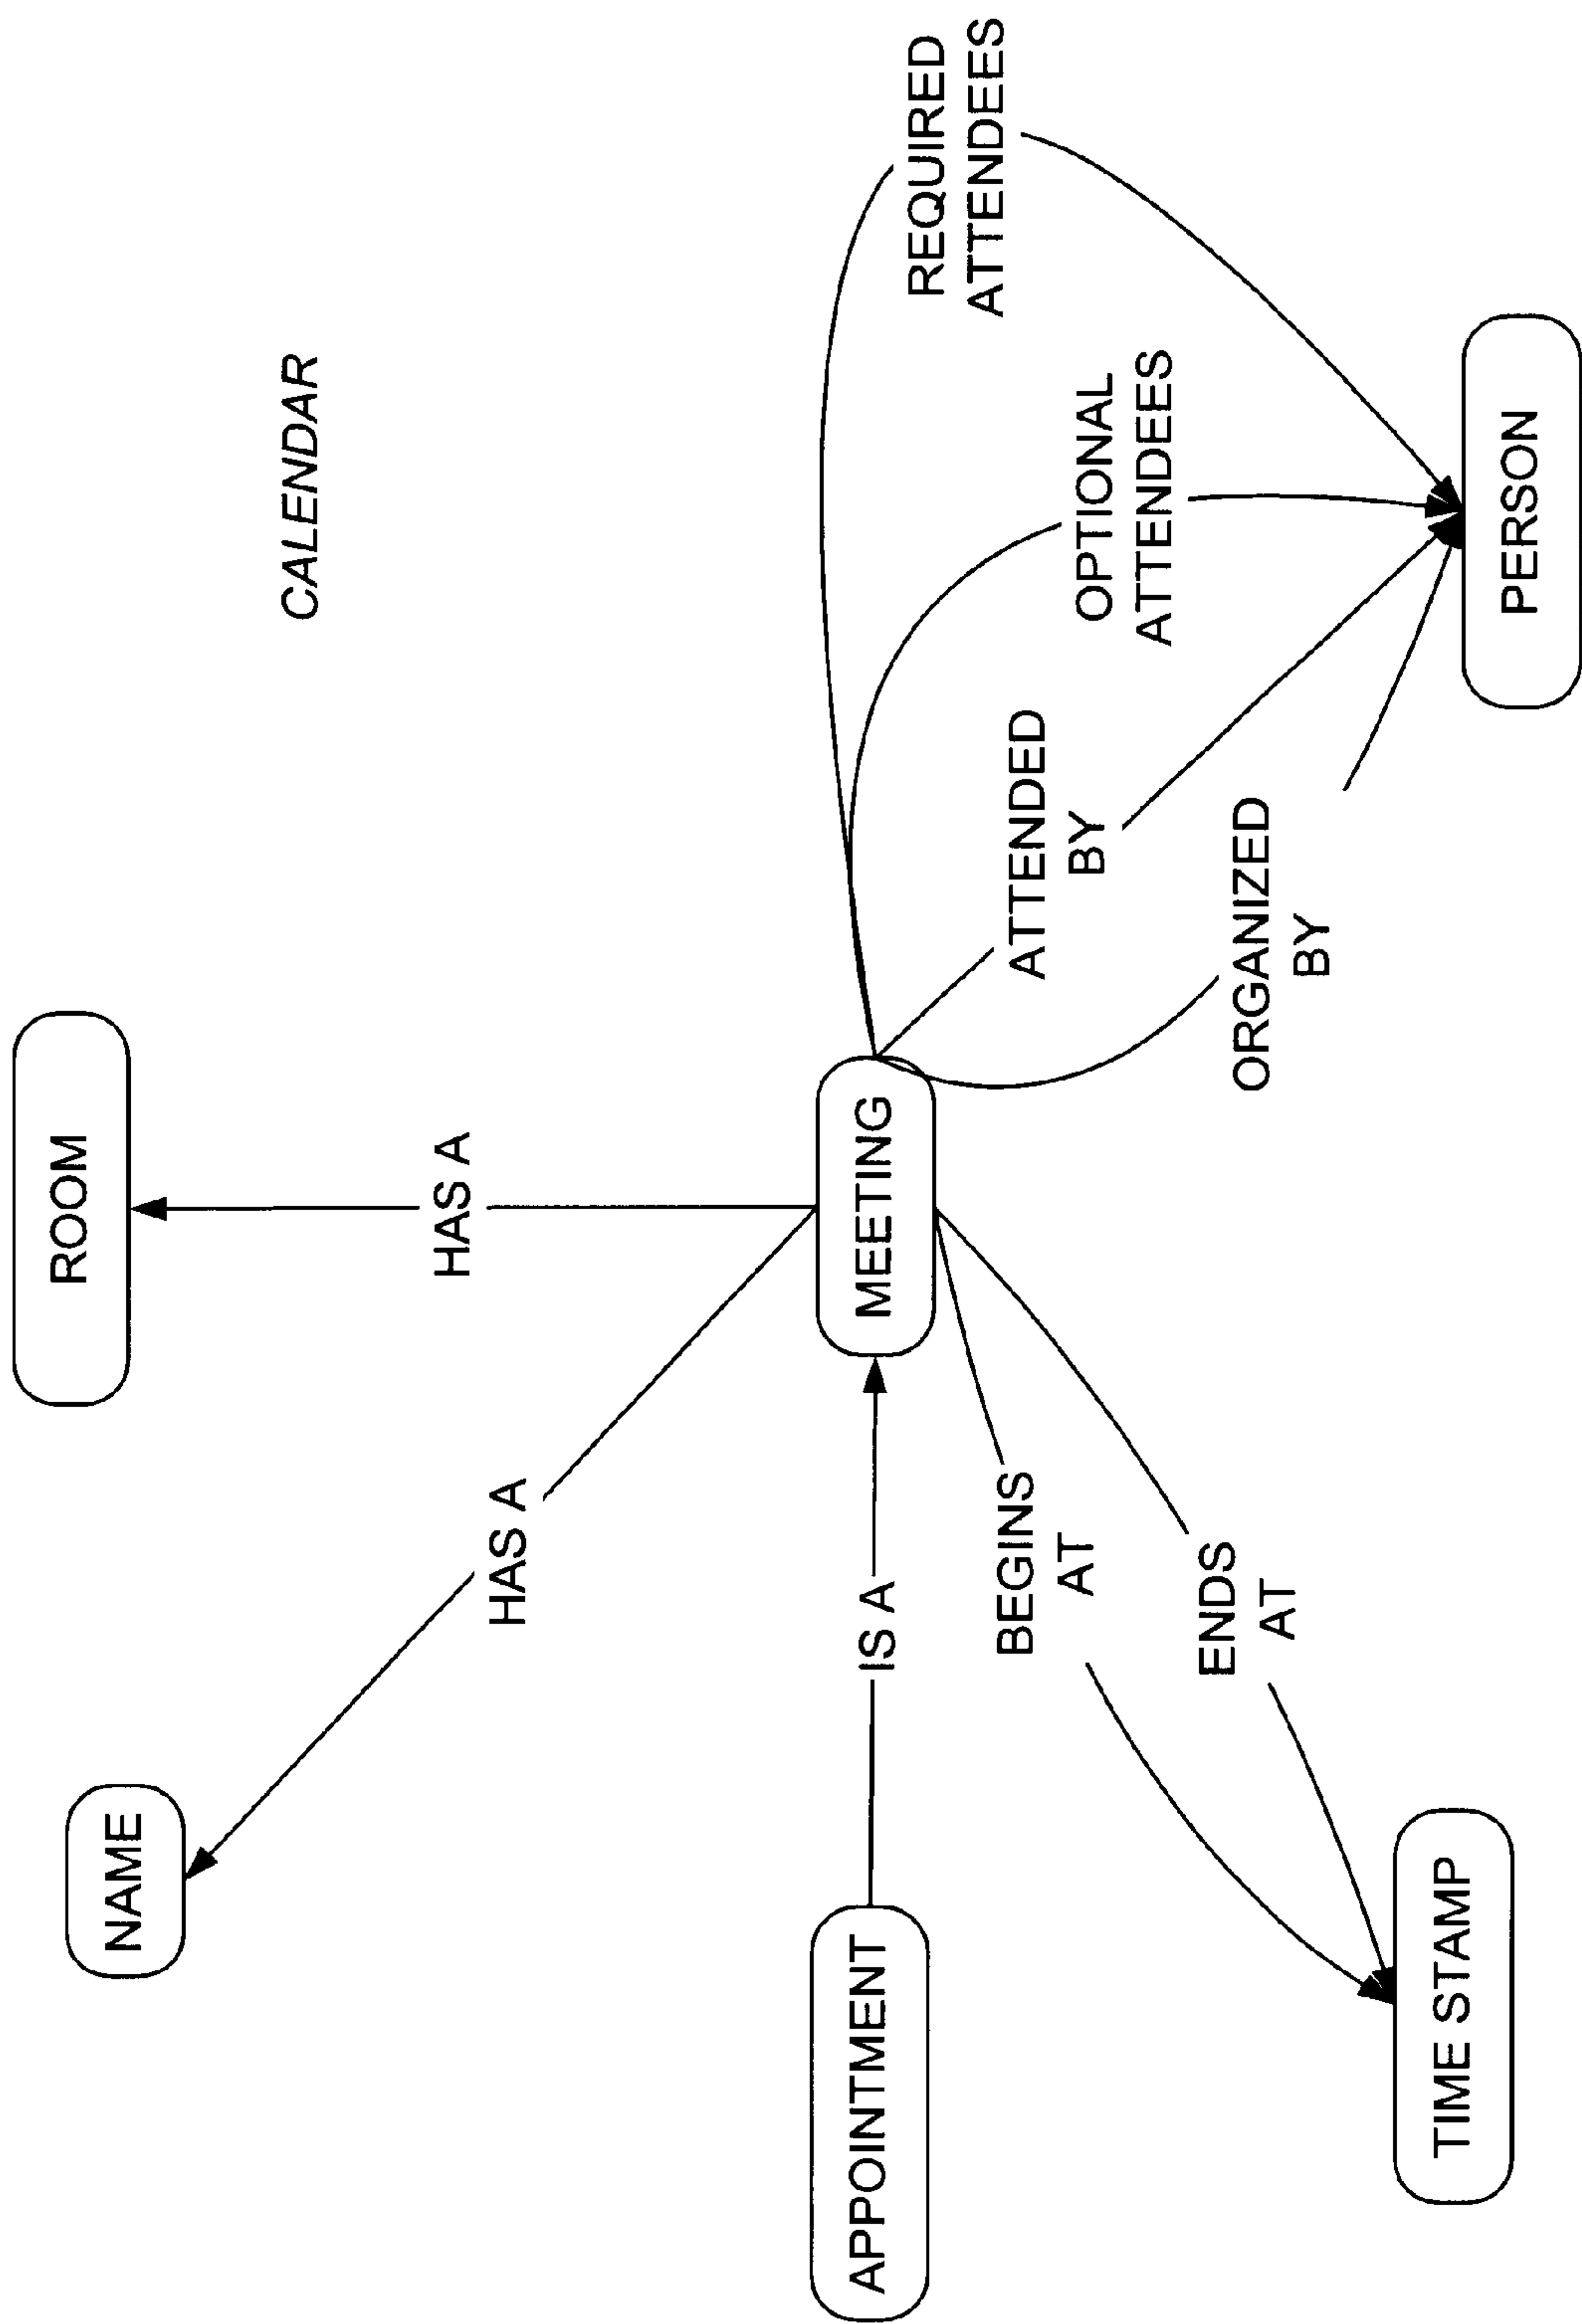 CALENDAR
NAME
ROOM
HAS A
HAS A
APPOINTMENT
IS A
MEETING
BEGINS
AT
ENDS
AT
TIME STAMP
REQUIRED
ATTENDEES
OPTIONAL
ATTENDEES
ATTENDED
BY
ORGANIZED
BY
PERSON